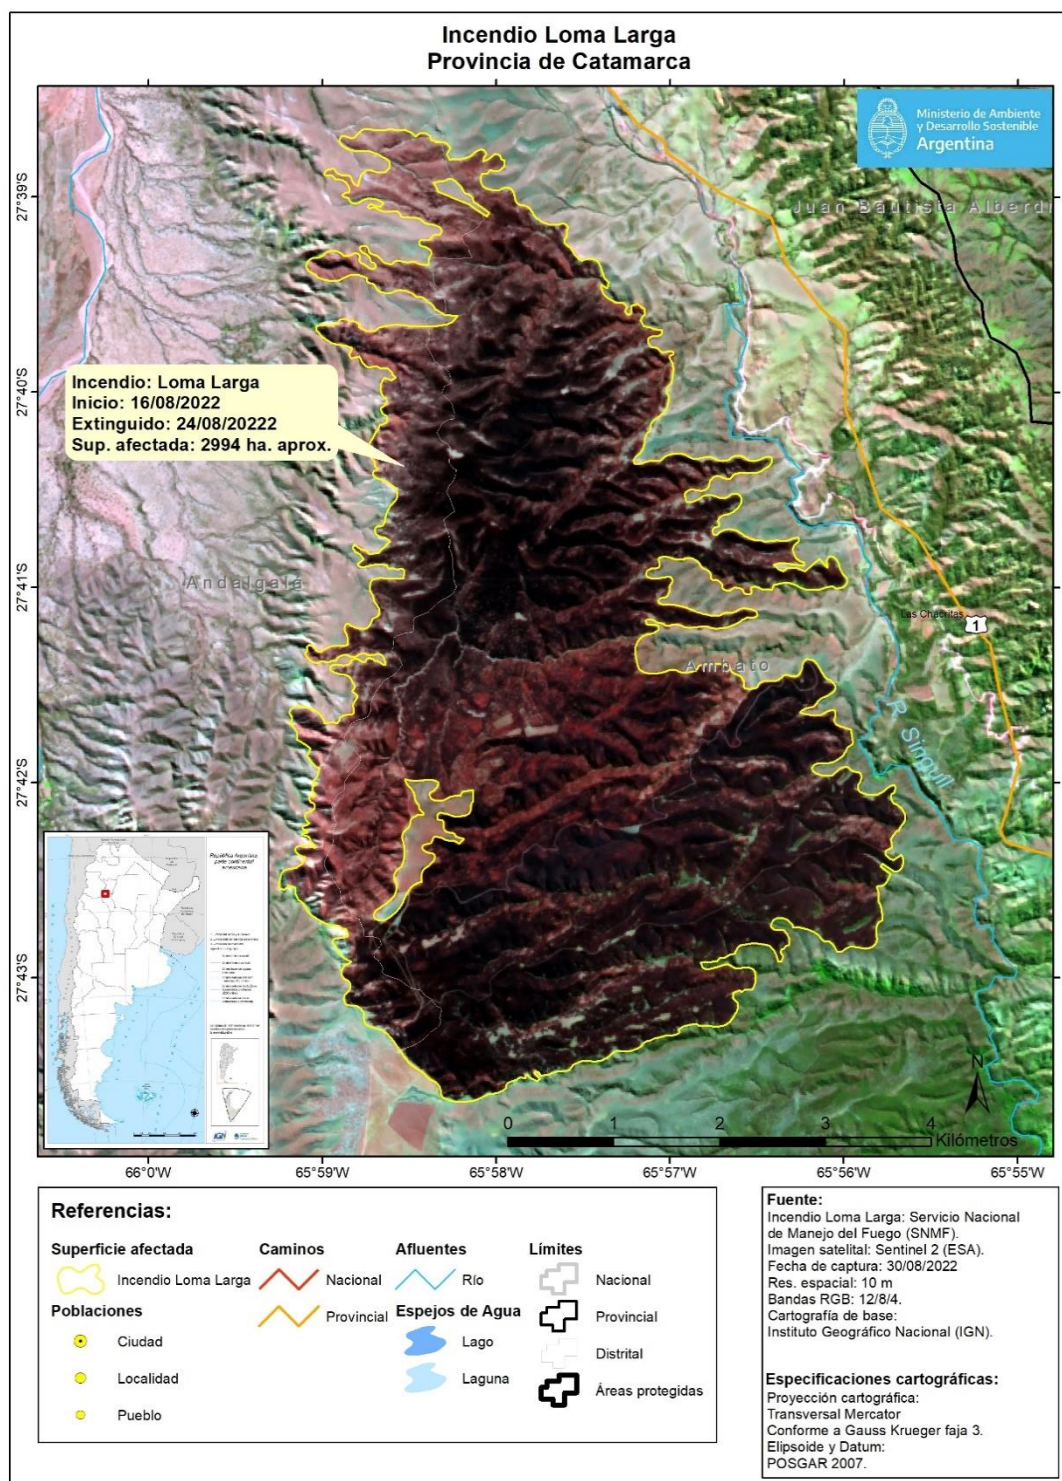 Incendio Loma Larga
Provincia de Catamarca
Ministerio de Ambiente
y Desarrollo Sostenible
Argentina
27°39'S
27°40'S
27°41'S
27°42'S
27°43'S
Juan Bautista Alberdi
Incendio: Loma Larga
Inicio: 16/08/2022
Extinguido: 24/08/20222
Sup. afectada: 2994 ha. aprox.
Andalgalá
Las Chacritas
1
Ambato
R. Singuil
República Argentina
parte continental
N
0 1 2 3 4
Kilómetros
66°0'W 65°59'W 65°58'W 65°57'W 65°56'W 65°55'W
Referencias:
Superficie afectada
Incendio Loma Larga
Poblaciones
Ciudad
Localidad
Pueblo
Caminos
Nacional
Provincial
Afluentes
Río
Espejos de Agua
Lago
Laguna
Límites
Nacional
Provincial
Distrital
Áreas protegidas
Fuente:
Incendio Loma Larga: Servicio Nacional
de Manejo del Fuego (SNMF).
Imagen satelital: Sentinel 2 (ESA).
Fecha de captura: 30/08/2022
Res. espacial: 10 m
Bandas RGB: 12/8/4.
Cartografía de base:
Instituto Geográfico Nacional (IGN).
Especificaciones cartográficas:
Proyección cartográfica:
Transversal Mercator
Conforme a Gauss Krueger faja 3.
Elipsoide y Datum:
POSGAR 2007.